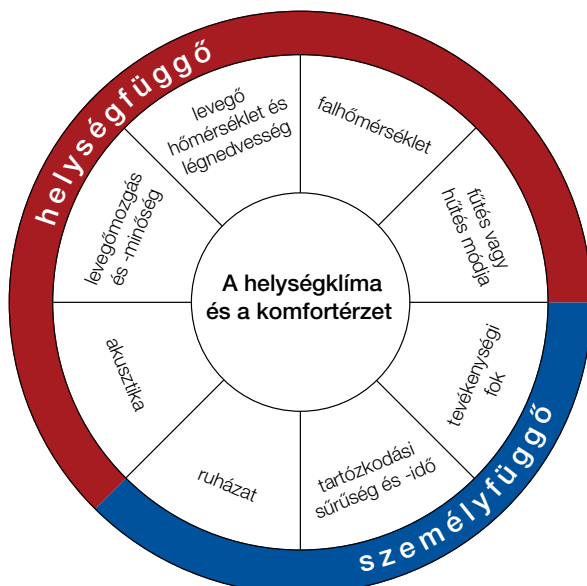 helységfüggő
levegő
hőmérséklet és
légnedvesség
falhőmérséklet
levegőmozgás
és -minőség
fűtés vagy
hűtés módja
A helységklíma
és a komfortérzet
akusztika
tevékenységi
fok
ruházat
tartózkodási
sűrűség és -idő
személyfüggő